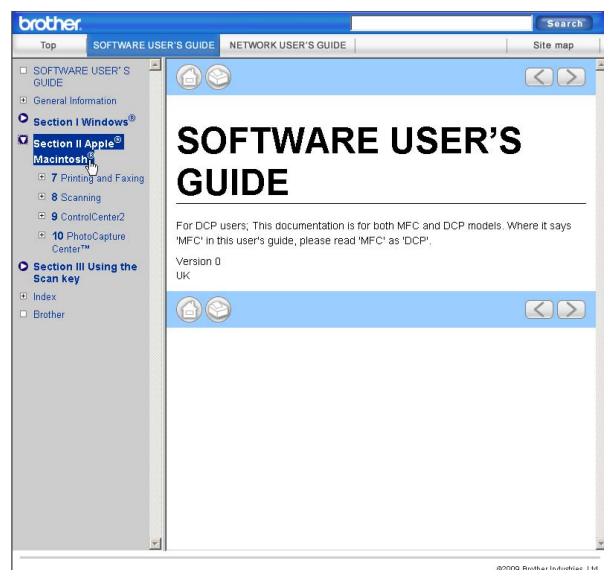 brother.
Search
Top
SOFTWARE USER'S GUIDE
NETWORK USER'S GUIDE
Site map
SOFTWARE USER' S
GUIDE
General Information
Section I Windows®
Section II Apple®
Macintosh®
7 Printing and Faxing
8 Scanning
9 ControlCenter2
10 PhotoCapture
Center™
Section III Using the
Scan key
Index
Brother
SOFTWARE USER'S
GUIDE
For DCP users; This documentation is for both MFC and DCP models. Where it says
'MFC' in this user's guide, please read 'MFC' as 'DCP'.
Version 0
UK
©2009 Brother Industries, Ltd.